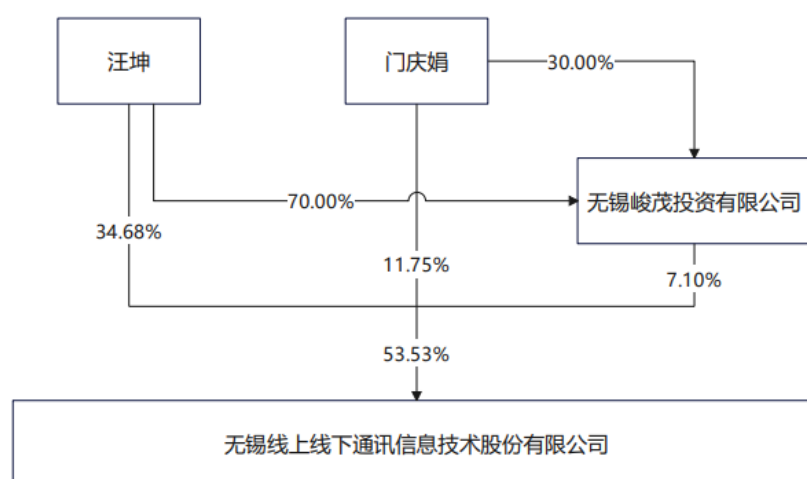 汪坤
门庆娟
30.00%
无锡峻茂投资有限公司
70.00%
34.68%
11.75%
7.10%
53.53%
无锡线上线下通讯信息技术股份有限公司